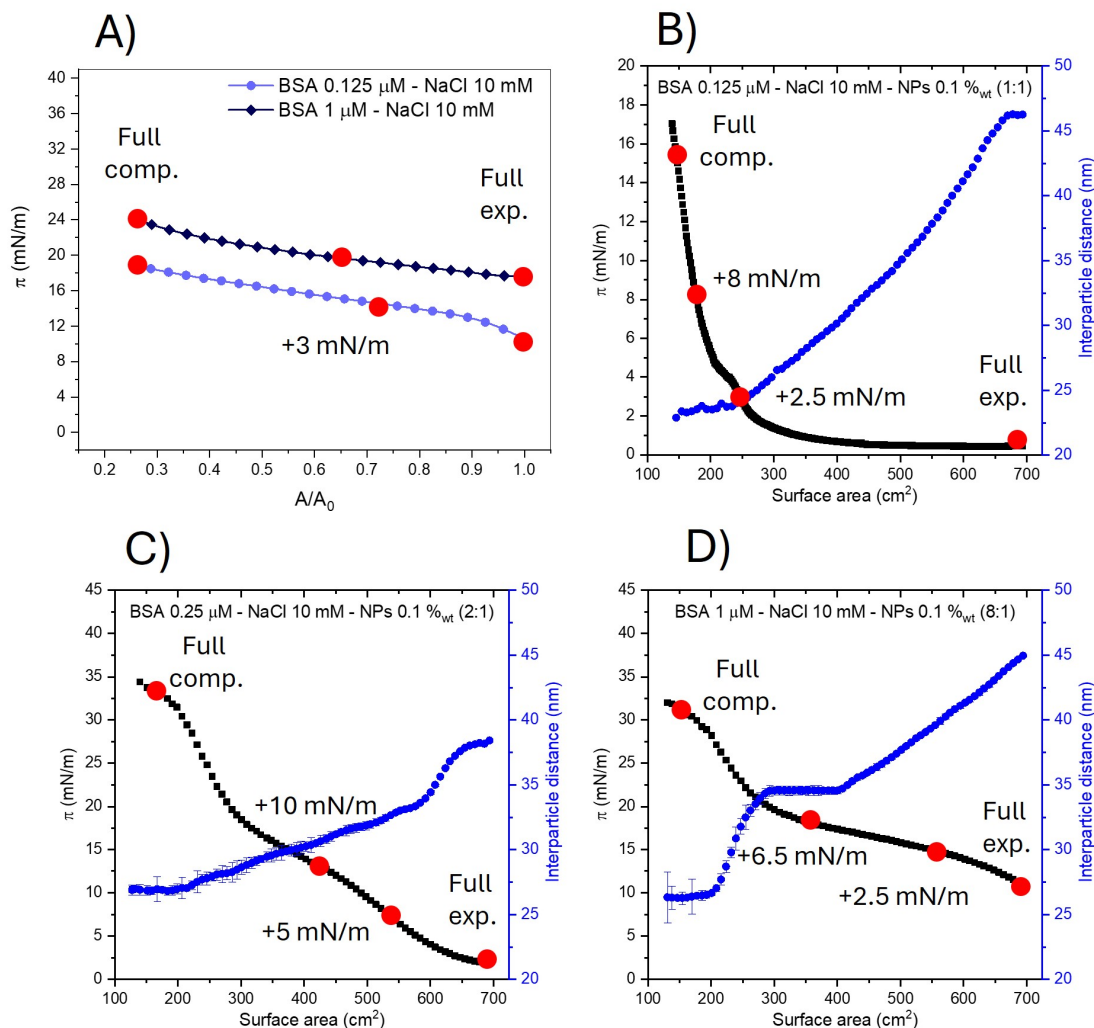 A)
π (mN/m)
40
36
32
28
24
20
16
12
8
4
0
BSA 0.125 μM - NaCl 10 mM
BSA 1 μM - NaCl 10 mM
Full
comp.
Full
exp.
+3 mN/m
0.2 0.3 0.4 0.5 0.6 0.7 0.8 0.9 1.0
A/A0
B)
π (mN/m)
20
18
16
14
12
10
8
6
4
2
0
BSA 0.125 μM - NaCl 10 mM - NPs 0.1 %wt (1:1)
Full
comp.
+8 mN/m
+2.5 mN/m
Full
exp.
50
45
40
35
30
25
20
Interparticle distance (nm)
100 200 300 400 500 600 700
Surface area (cm2)
C)
π (mN/m)
45
40
35
30
25
20
15
10
5
0
BSA 0.25 μM - NaCl 10 mM - NPs 0.1 %wt (2:1)
Full
comp.
+10 mN/m
+5 mN/m
Full
exp.
50
45
40
35
30
25
20
Interparticle distance (nm)
100 200 300 400 500 600 700
Surface area (cm2)
D)
π (mN/m)
45
40
35
30
25
20
15
10
5
0
BSA 1 μM - NaCl 10 mM - NPs 0.1 %wt (8:1)
Full
comp.
+6.5 mN/m
+2.5 mN/m
Full
exp.
50
45
40
35
30
25
20
Interparticle distance (nm)
100 200 300 400 500 600 700
Surface area (cm2)